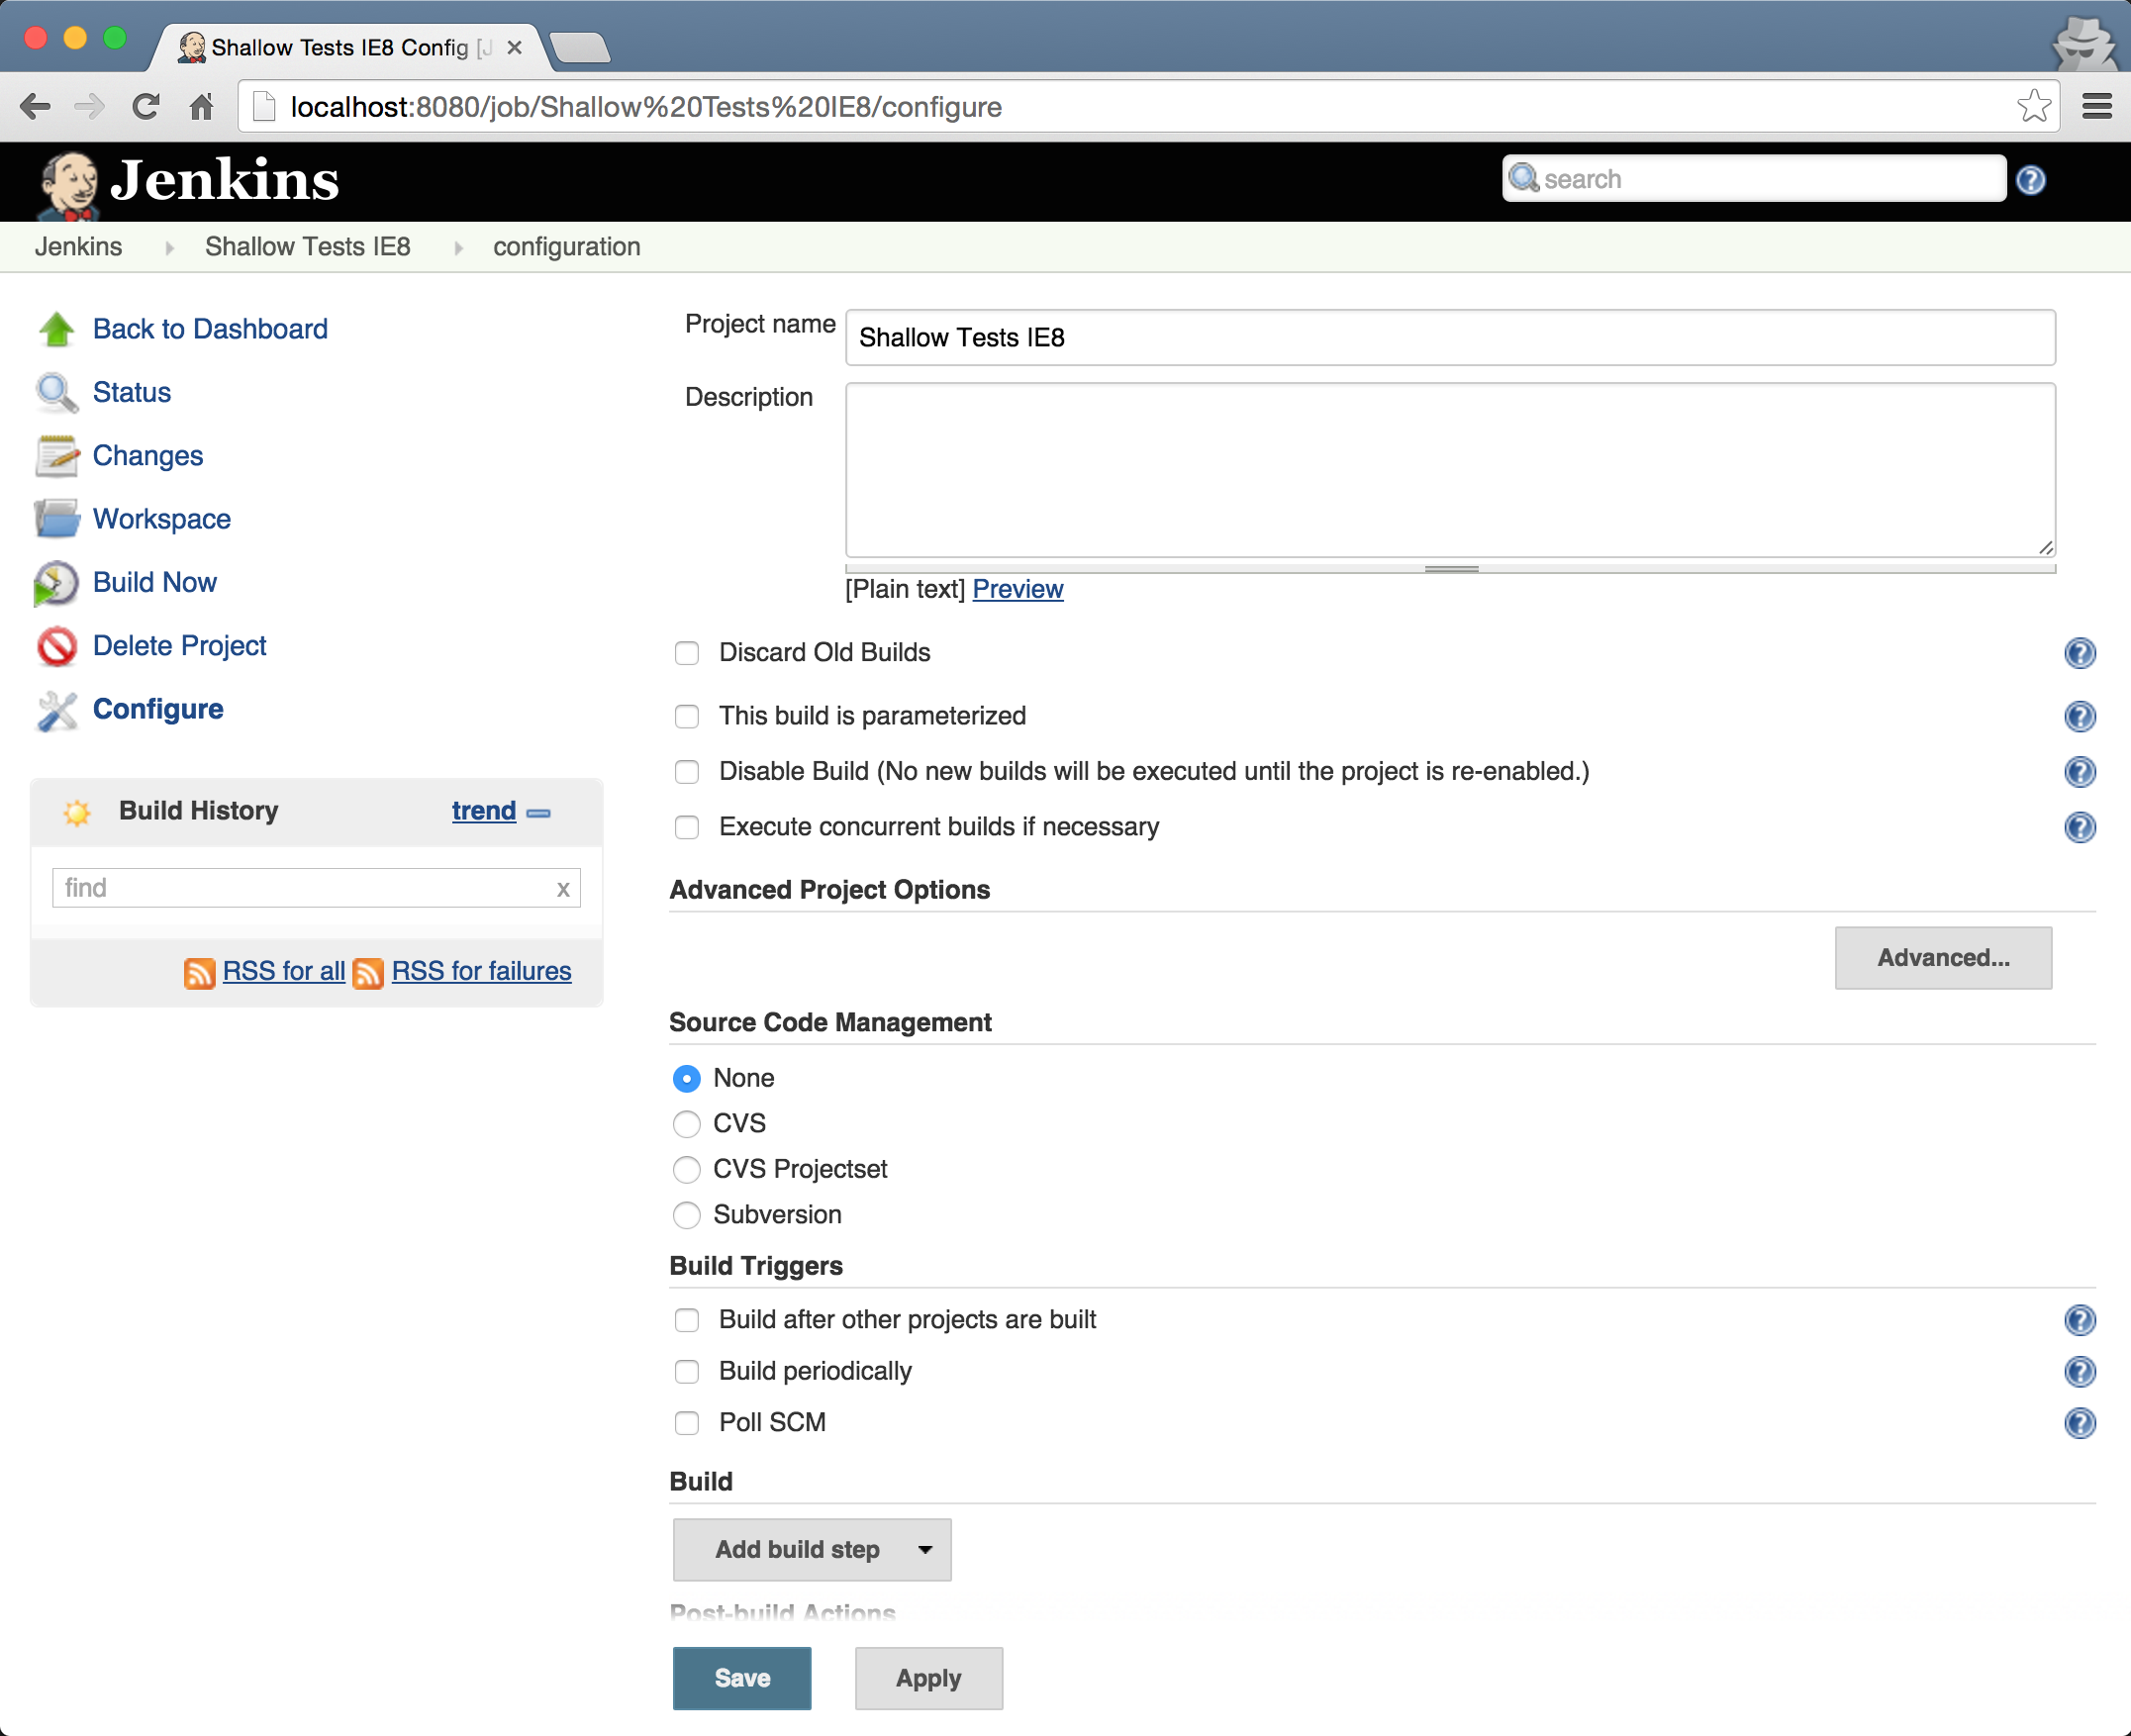 Shallow Tests IE8 Config [J
localhost:8080/job/Shallow%20Tests%20IE8/configure
Jenkins
search
Jenkins Shallow Tests IE8 configuration
Back to Dashboard
Status
Changes
Workspace
Build Now
Delete Project
Configure
Build History trend
find x
RSS for all RSS for failures
Project name Shallow Tests IE8
Description
[Plain text] Preview
Discard Old Builds
This build is parameterized
Disable Build (No new builds will be executed until the project is re-enabled.)
Execute concurrent builds if necessary
Advanced Project Options
Advanced...
Source Code Management
None
CVS
CVS Projectset
Subversion
Build Triggers
Build after other projects are built
Build periodically
Poll SCM
Build
Add build step
Post-build Actions
Save Apply